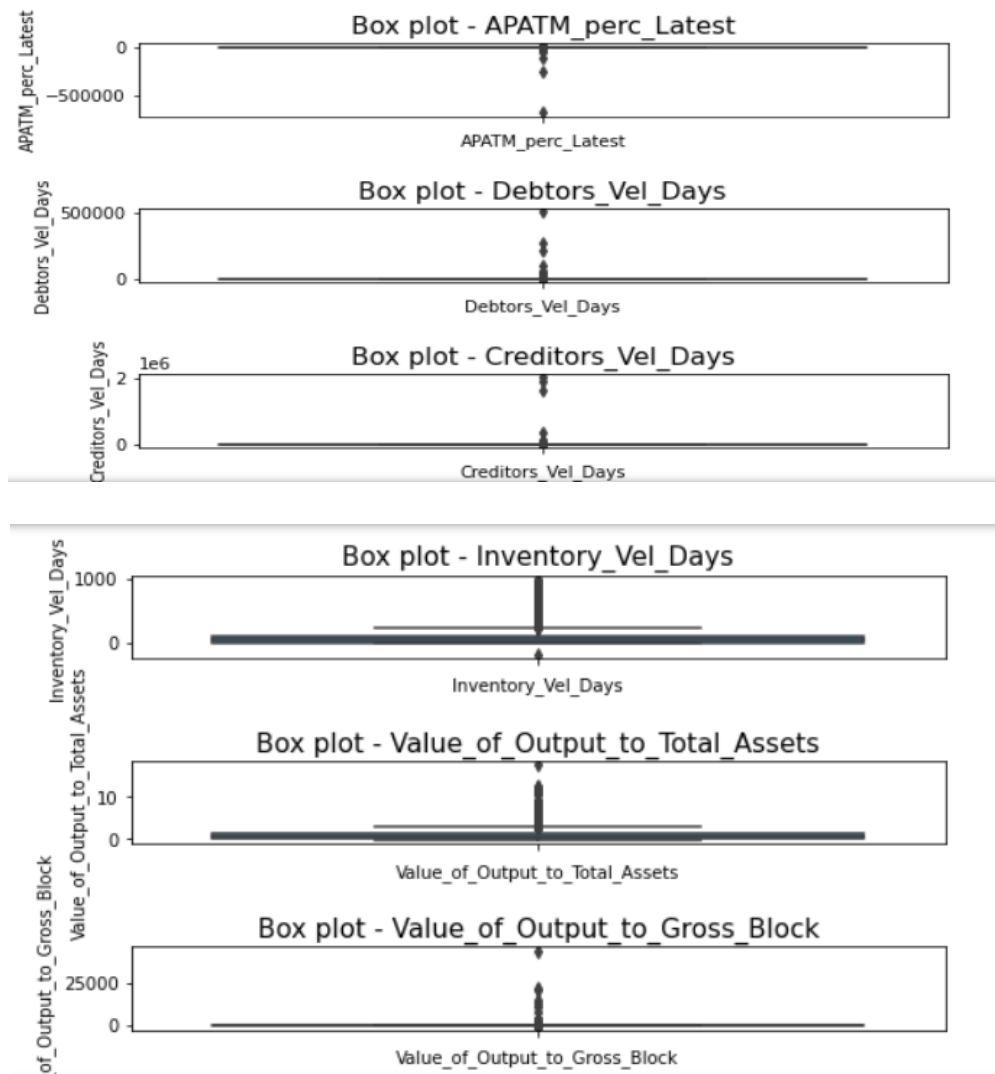 Box plot - APATM_perc_Latest
APATM_perc_Latest
0
−500000
APATM_perc_Latest
Box plot - Debtors_Vel_Days
Debtors_Vel_Days
500000
0
Debtors_Vel_Days
Box plot - Creditors_Vel_Days
Creditors_Vel_Days
1e6
2
0
Creditors_Vel_Days
Box plot - Inventory_Vel_Days
Inventory_Vel_Days
1000
0
Inventory_Vel_Days
Box plot - Value_of_Output_to_Total_Assets
Value_of_Output_to_Total_Assets
10
0
Value_of_Output_to_Total_Assets
Box plot - Value_of_Output_to_Gross_Block
of_Output_to_Gross_Block
25000
0
Value_of_Output_to_Gross_Block